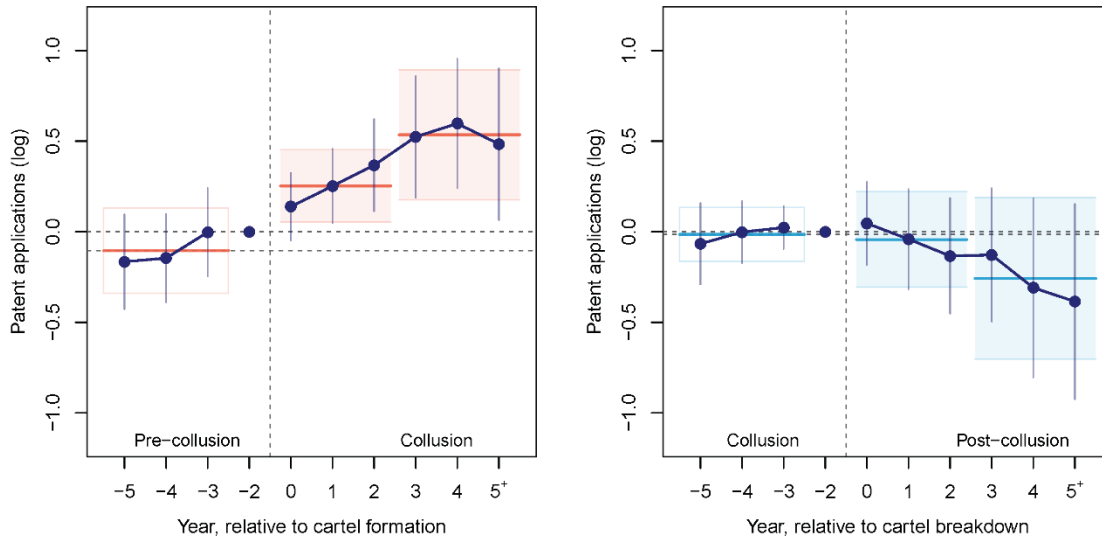 Patent applications (log)
1.0
0.5
0.0
−0.5
−1.0
Pre-collusion
Collusion
−5 −4 −3 −2 0 1 2 3 4 5+
Year, relative to cartel formation
Patent applications (log)
1.0
0.5
0.0
−0.5
−1.0
Collusion
Post-collusion
−5 −4 −3 −2 0 1 2 3 4 5+
Year, relative to cartel breakdown